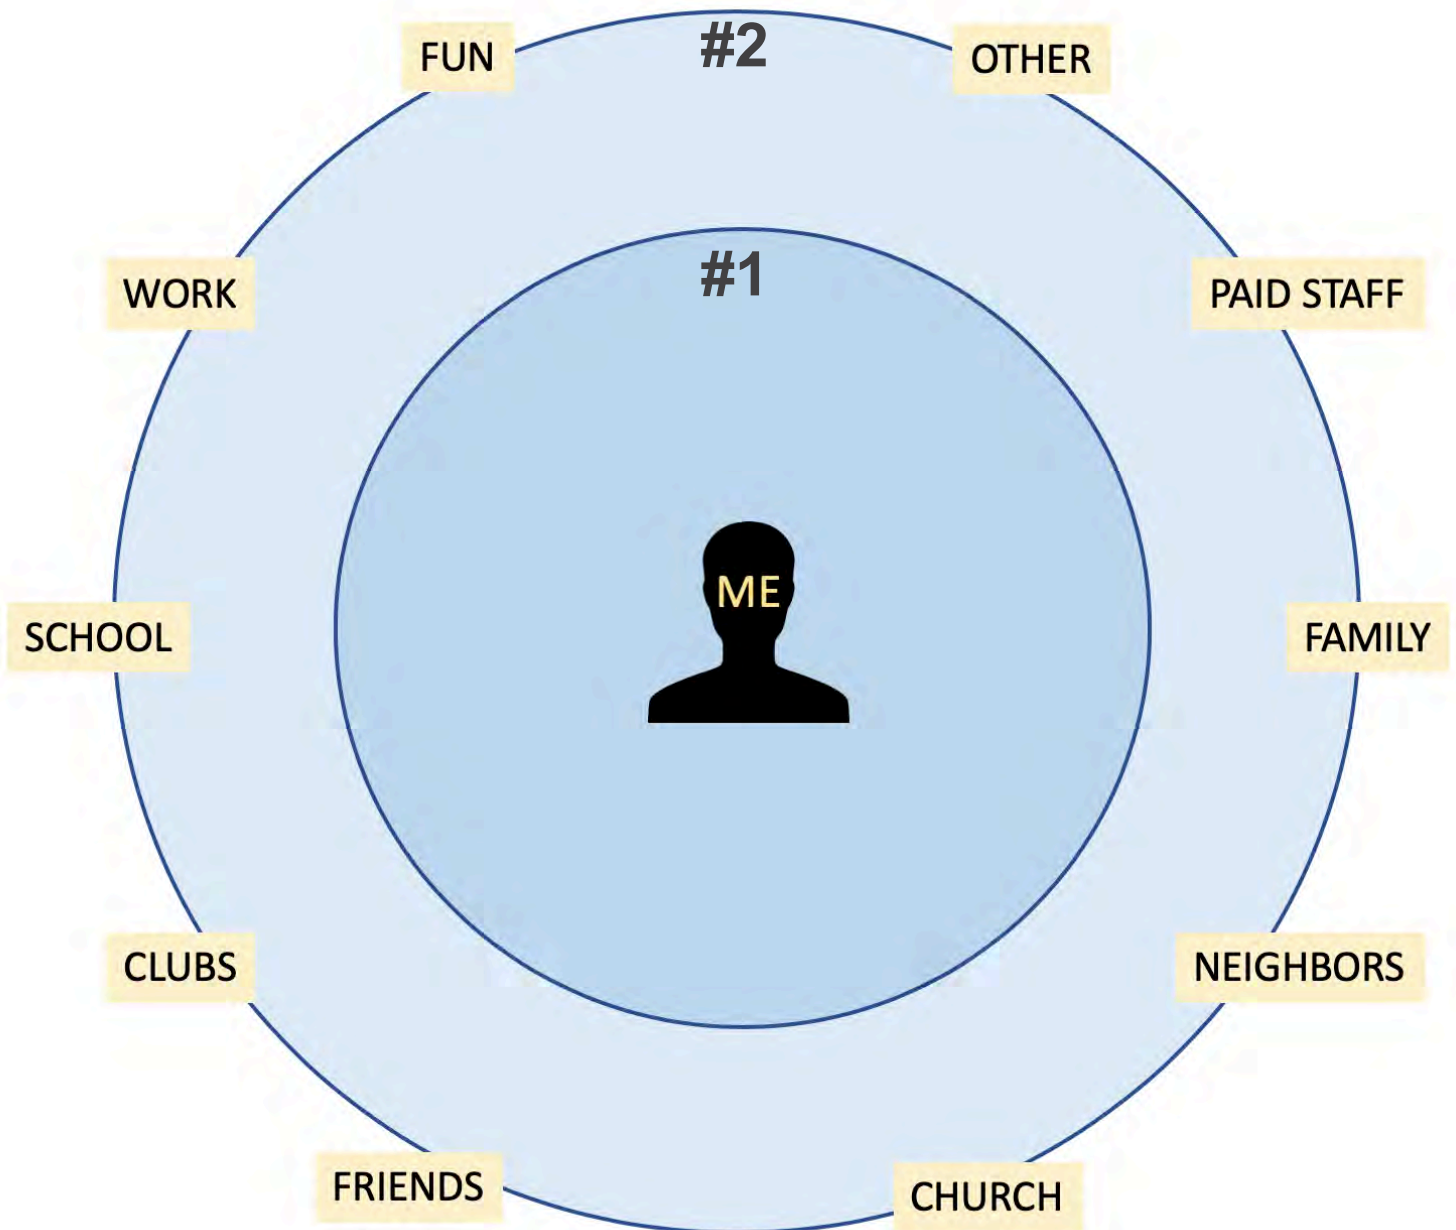 #2
FUN
OTHER
#1
WORK
PAID STAFF
ME
SCHOOL
FAMILY
CLUBS
NEIGHBORS
FRIENDS
CHURCH